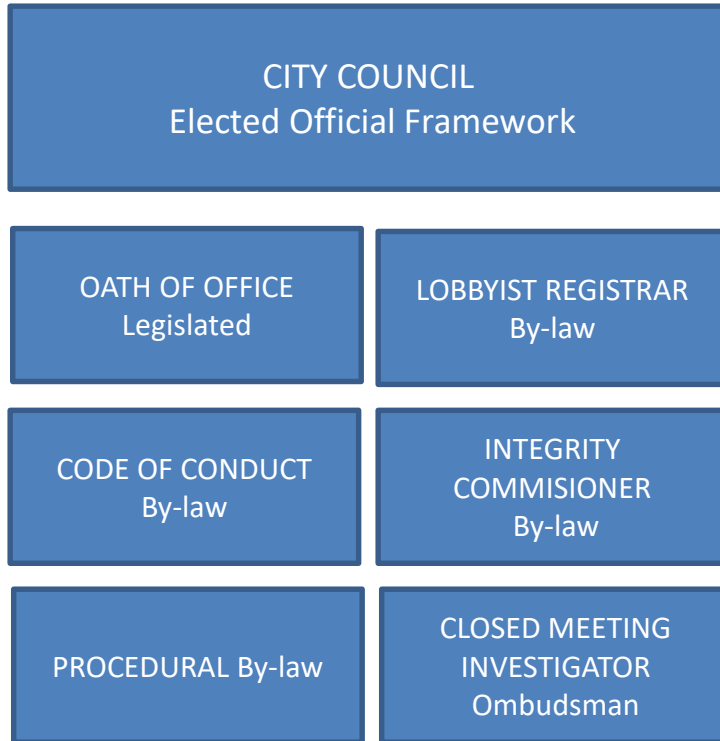 CITY COUNCIL
Elected Official Framework
OATH OF OFFICE
Legislated
LOBBYIST REGISTRAR
By-law
CODE OF CONDUCT
By-law
INTEGRITY
COMMISIONER
By-law
PROCEDURAL By-law
CLOSED MEETING
INVESTIGATOR
Ombudsman